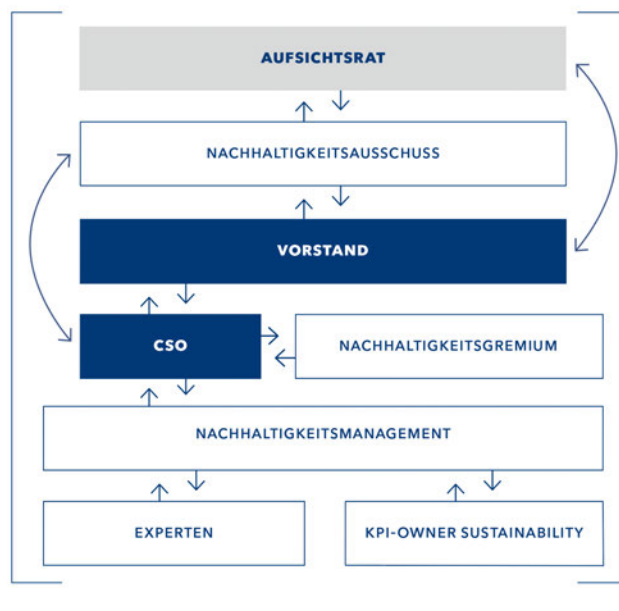 AUFSICHTSRAT
NACHHALTIGKEITSAUSSCHUSS
VORSTAND
CSO
NACHHALTIGKEITSGREMIUM
NACHHALTIGKEITSMANAGEMENT
EXPERTEN
KPI-OWNER SUSTAINABILITY